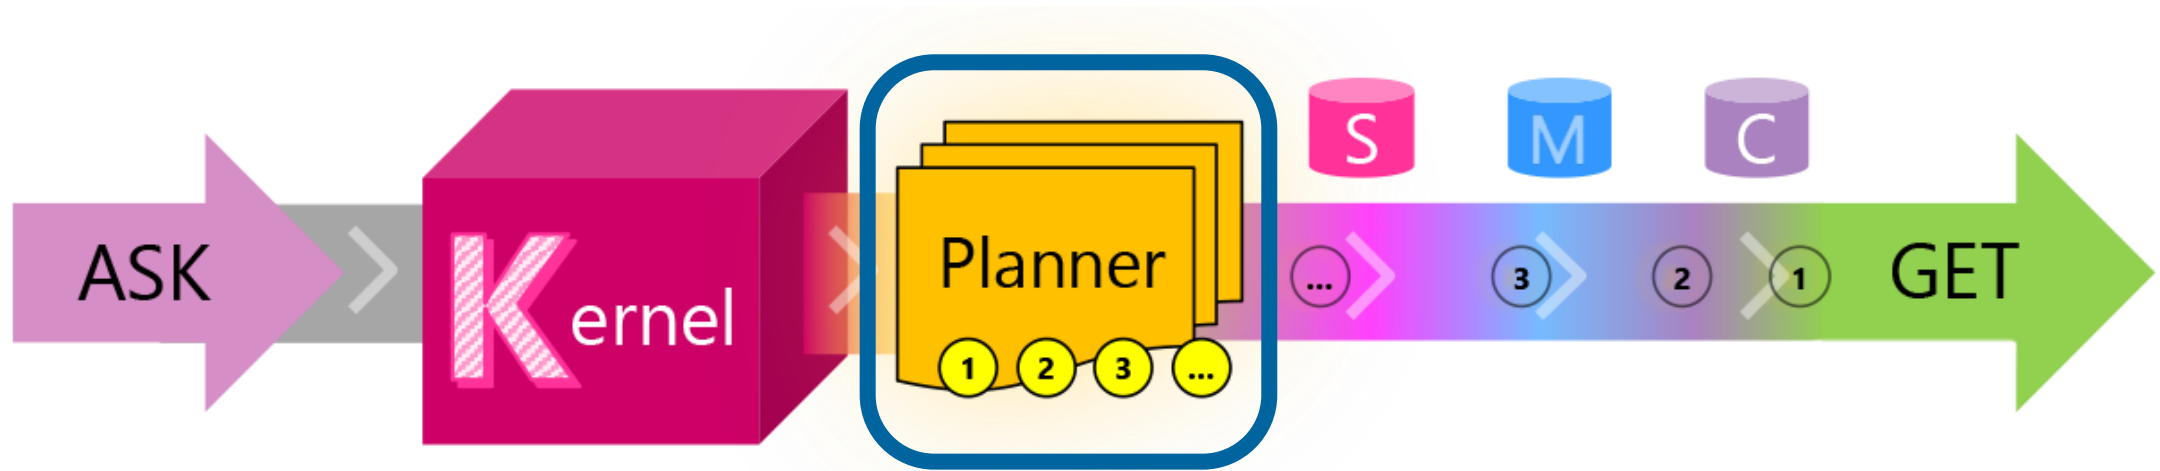 ASK
Kernel
Planner
1 2 3 ...
S M C
... 3 2 1
GET